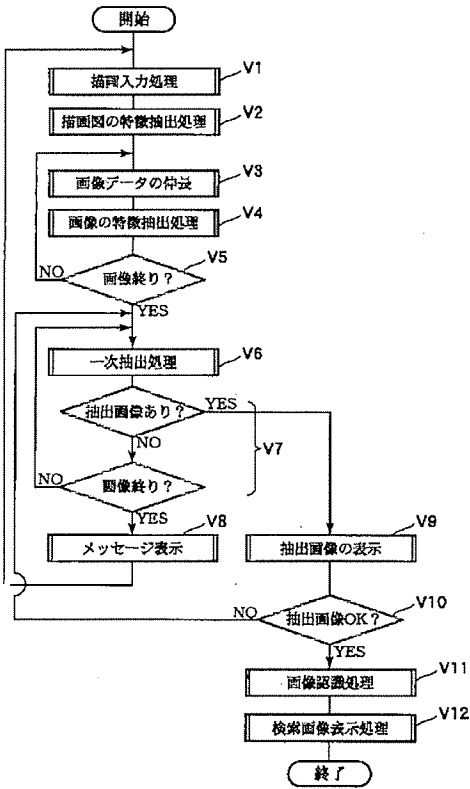 開始
描画入力処理
V1
描画図の特徴抽出処理
V2
画像データの伸長
V3
画像の特徴抽出処理
V4
画像終り?
V5
NO
YES
一次抽出処理
V6
抽出画像あり?
YES
NO
V7
画像終り?
NO
YES
メッセージ表示
V8
抽出画像の表示
V9
抽出画像OK?
V10
NO
YES
画像認識処理
V11
検索画像表示処理
V12
終了